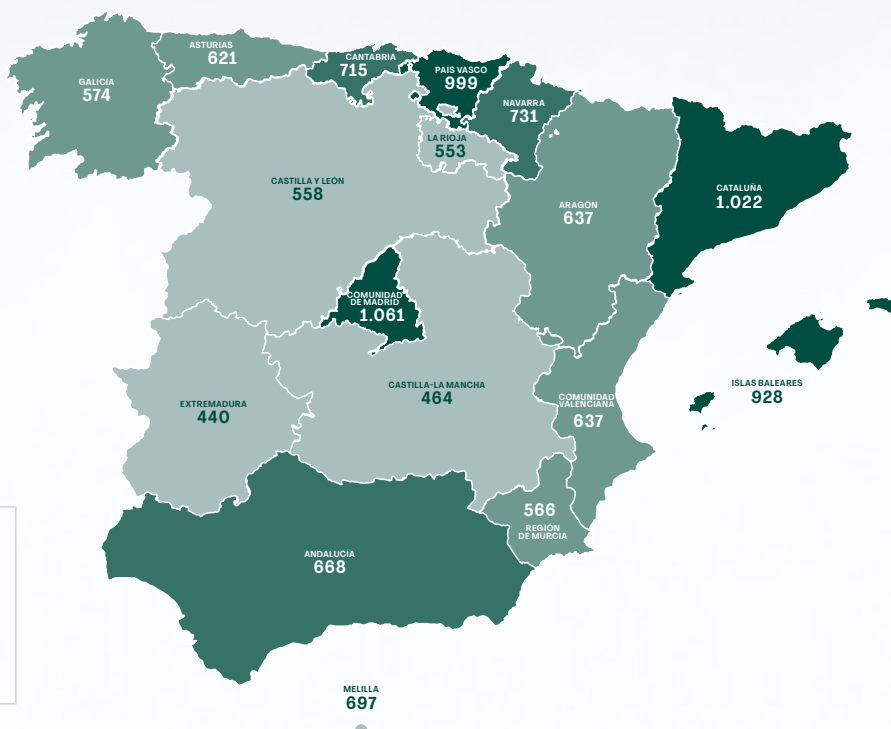 ASTURIAS
621
CANTABRIA
715
PAÍS VASCO
999
GALICIA
574
NAVARRA
731
LA RIOJA
553
CASTILLA Y LEÓN
558
CATALUÑA
1.022
ARAGÓN
637
COMUNIDAD
DE MADRID
1.061
CASTILLA-LA MANCHA
464
ISLAS BALEARES
928
EXTREMADURA
440
COMUNIDAD
VALENCIANA
637
566
REGIÓN
DE MURCIA
ANDALUCÍA
668
MELILLA
697